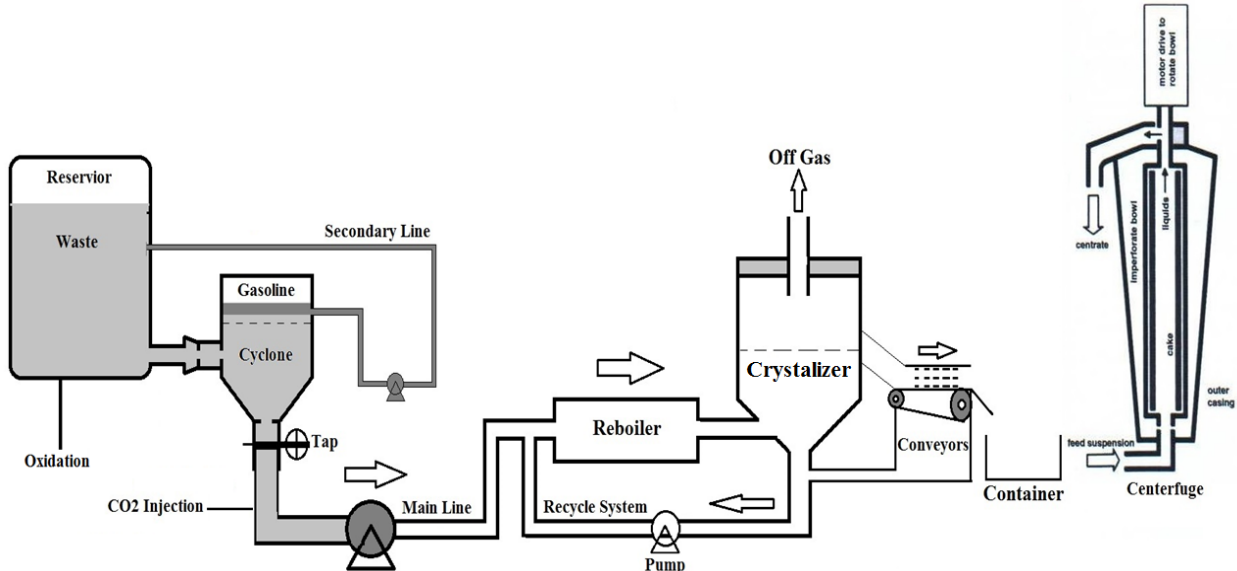 Reservior
Waste
Oxidation
Secondary Line
Gasoline
Cyclone
Tap
CO2 Injection
Main Line
Reboiler
Recycle System
Pump
Off Gas
Crystalizer
Conveyors
Container
motor drive to
rotate bowl
centrate
Imperforate bowl
liquids
cake
outer
casing
feed suspension
Centerfuge